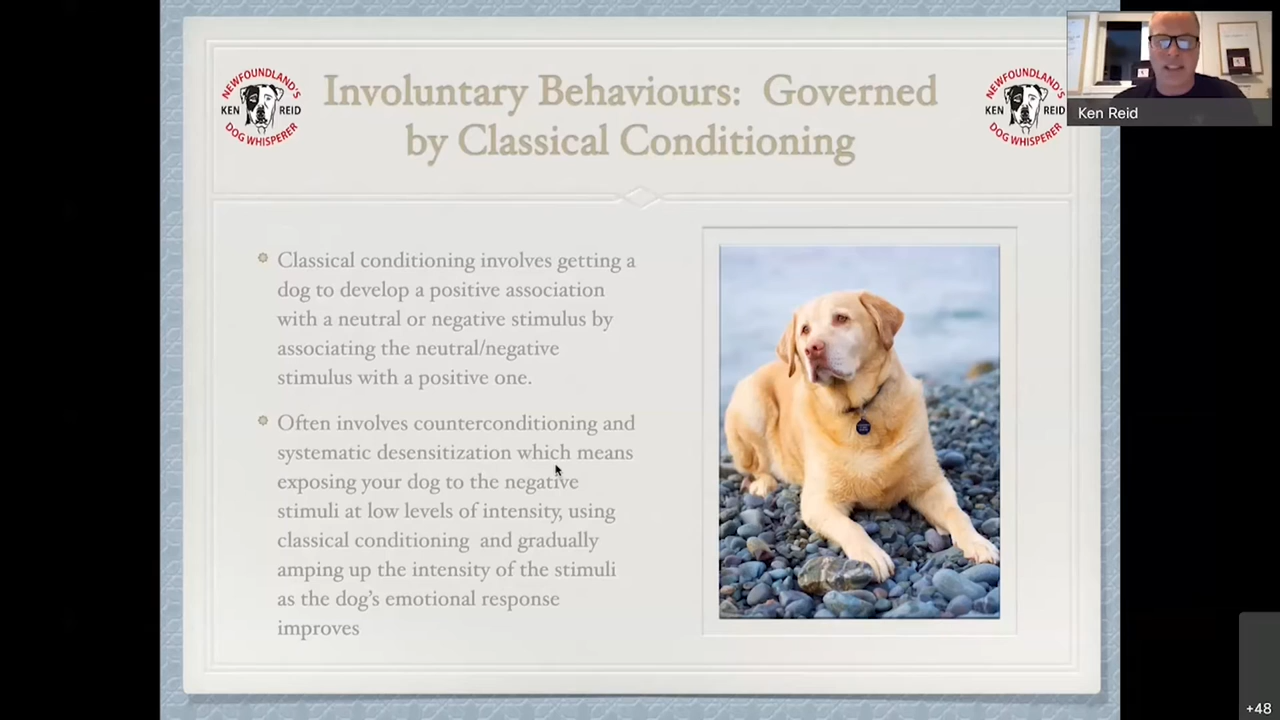 NEWFOUNDLAND'S
KEN REID
DOG WHISPERER
Involuntary Behaviours: Governed
by Classical Conditioning
NEWFOUNDLAND'S
KEN REID
DOG WHISPERER
Ken Reid
Classical conditioning involves getting a
dog to develop a positive association
with a neutral or negative stimulus by
associating the neutral/negative
stimulus with a positive one.
Often involves counterconditioning and
systematic desensitization which means
exposing your dog to the negative
stimuli at low levels of intensity, using
classical conditioning and gradually
amping up the intensity of the stimuli
as the dog's emotional response
improves
+48